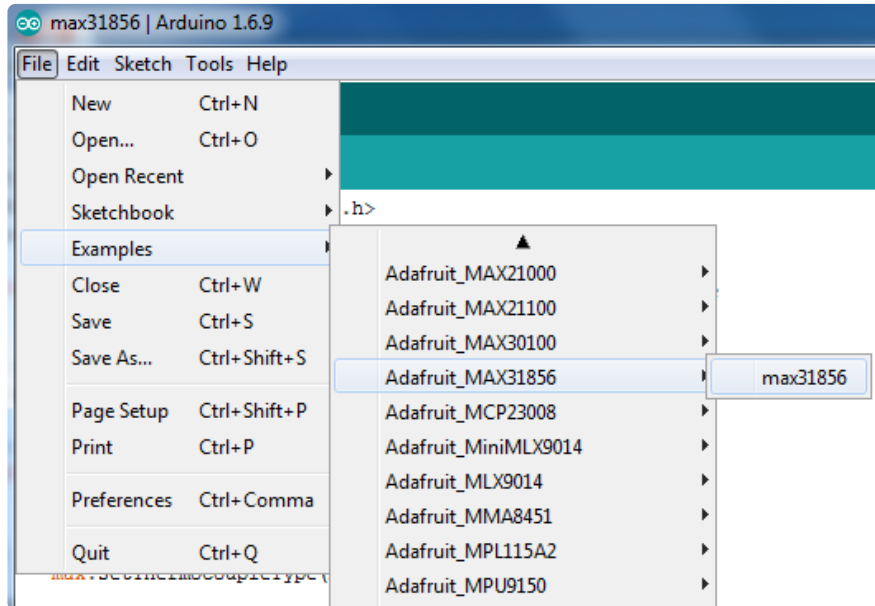 max31856 | Arduino 1.6.9
File Edit Sketch Tools Help
New Ctrl+N
Open... Ctrl+O
Open Recent
Sketchbook
Examples
Close Ctrl+W
Save Ctrl+S
Save As... Ctrl+Shift+S
Page Setup Ctrl+Shift+P
Print Ctrl+P
Preferences Ctrl+Comma
Quit Ctrl+Q
.h>
Adafruit_MAX21000
Adafruit_MAX21100
Adafruit_MAX30100
Adafruit_MAX31856
Adafruit_MCP23008
Adafruit_MiniMLX9014
Adafruit_MLX9014
Adafruit_MMA8451
Adafruit_MPL115A2
Adafruit_MPU9150
max31856